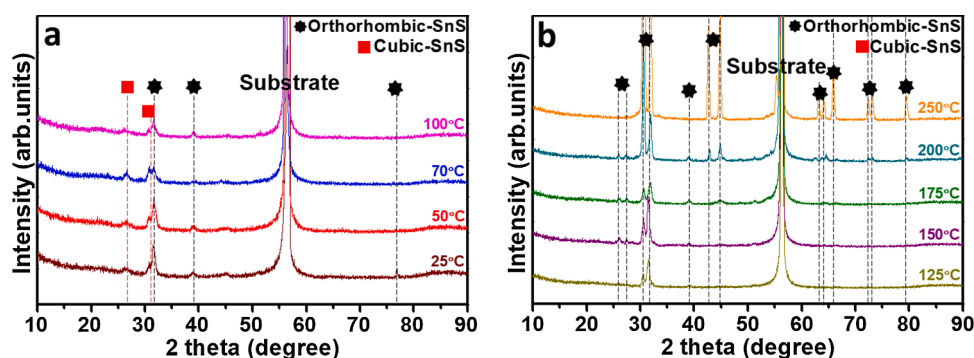 a
Orthorhombic-SnS
Cubic-SnS
Substrate
100°C
70°C
50°C
25°C
Intensity (arb.units)
10 20 30 40 50 60 70 80 90
2 theta (degree)
b
Orthorhombic-SnS
Cubic-SnS
Substrate
250°C
200°C
175°C
150°C
125°C
Intensity (arb.units)
10 20 30 40 50 60 70 80 90
2 theta (degree)